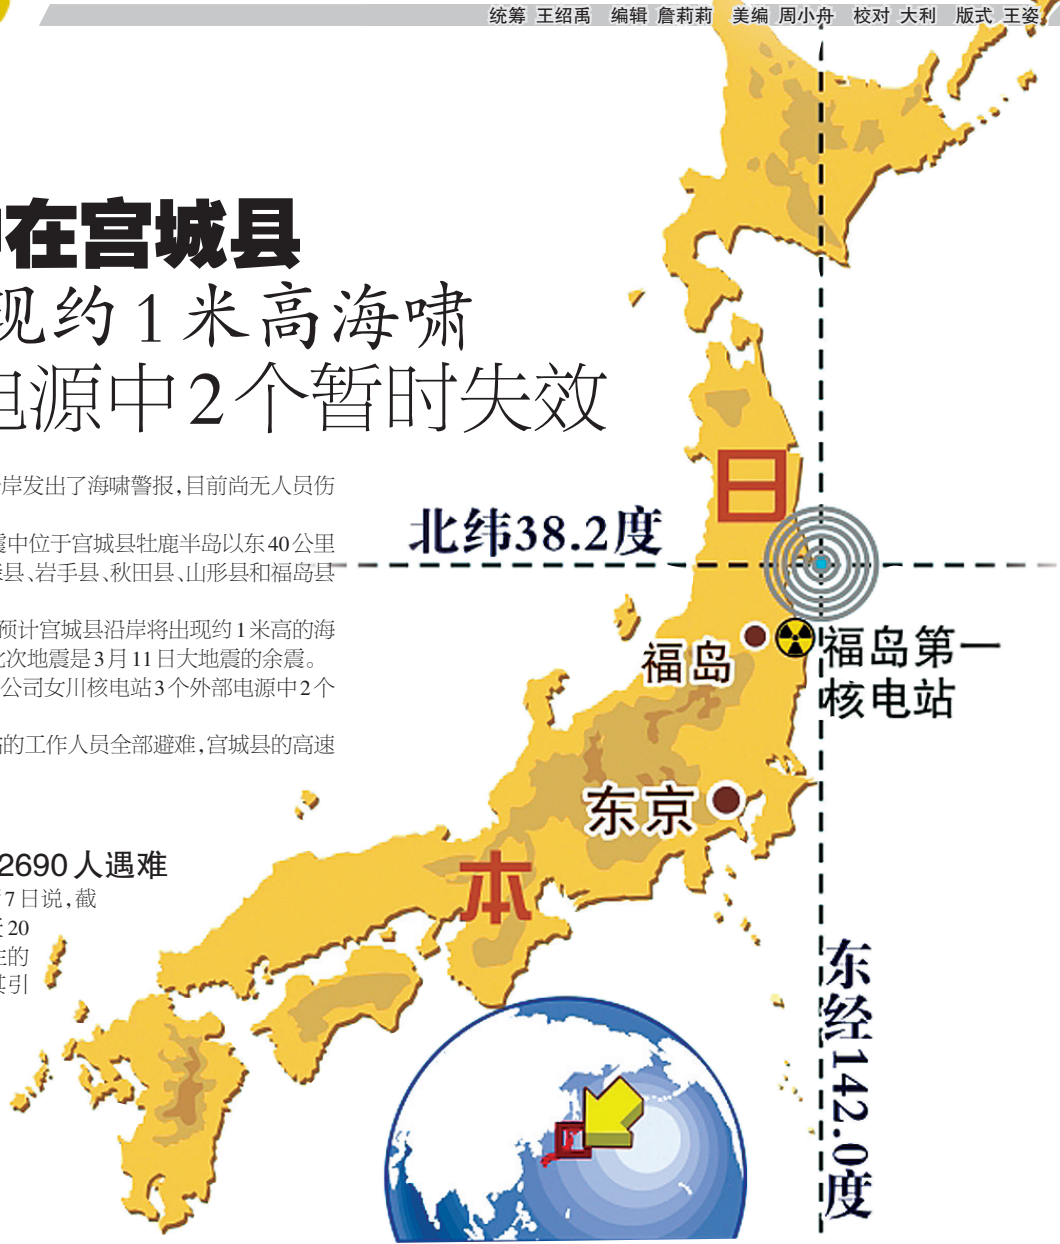 统筹 王绍禹 编辑 詹莉莉 美编 周小舟 校对 大利 版式 王姿
在宫城县
现约1米高海啸
电源中2个暂时失效
岸发出了海啸警报,目前尚无人员伤
震中位于宫城县牡鹿半岛以东40公里
县、岩手县、秋田县、山形县和福岛县
预计宫城县沿岸将出现约1米高的海
此次地震是3月11日大地震的余震。
公司女川核电站3个外部电源中2个
的工作人员全部避难,宫城县的高速
2690人遇难
7日说,截
20
的
其引
日
北纬38.2度
福岛
福岛第一
核电站
东京
本
东经142.0度